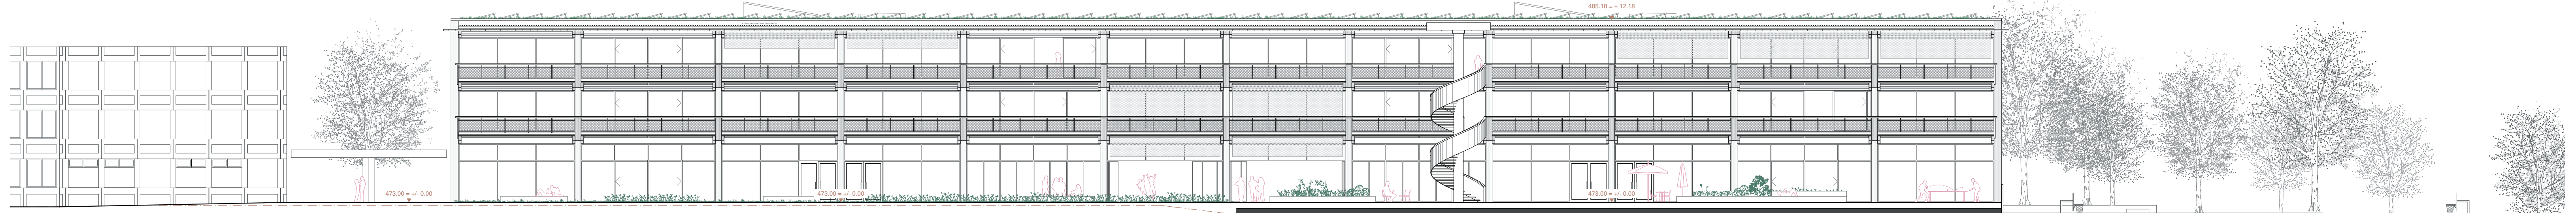 485.18 = + 12.18
473.00 = +/- 0.00
473.00 = +/- 0.00
473.00 = +/- 0.00